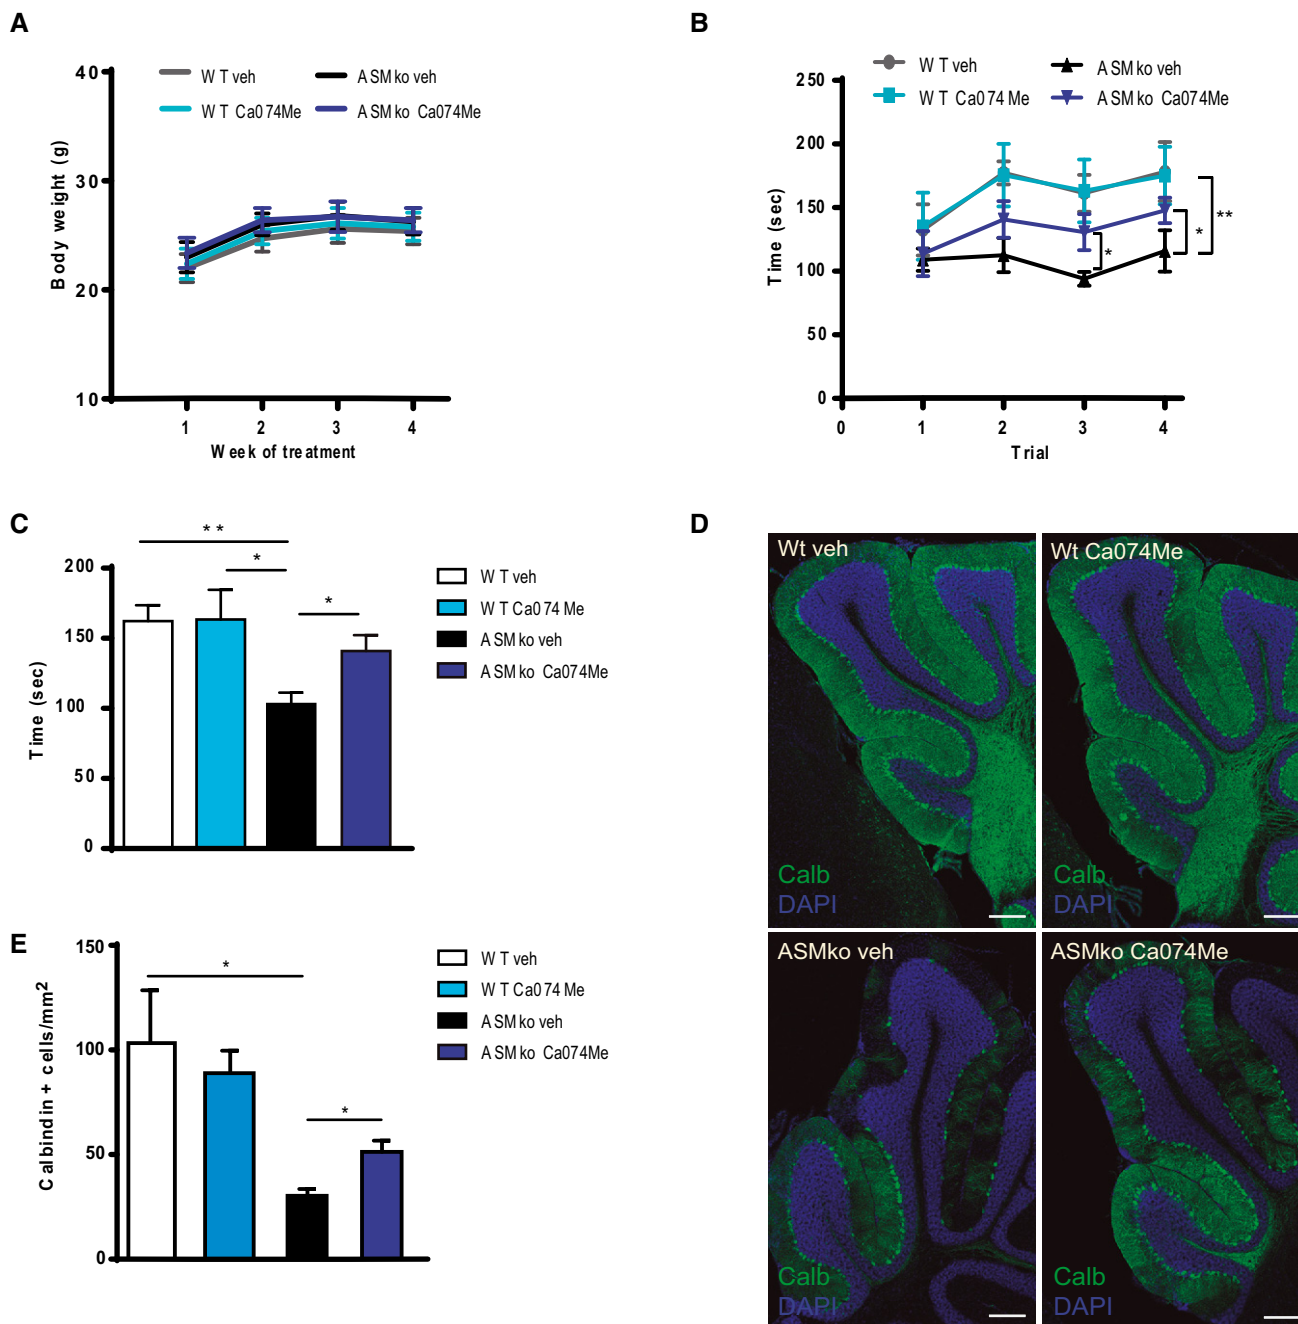 A
WT veh
ASMko veh
WT Ca074Me
ASMko Ca074Me
Body weight (g)
40
30
20
10
1 2 3 4
Week of treatment
B
WT veh
ASMko veh
WT Ca074Me
ASMko Ca074Me
Time (sec)
250
200
150
100
50
0
0 1 2 3 4
Trial
*
*
**
C
**
*
*
Time (sec)
200
150
100
50
0
WT veh
WT Ca074Me
ASMko veh
ASMko Ca074Me
D
Wt veh
Calb
DAPI
Wt Ca074Me
Calb
DAPI
ASMko veh
Calb
DAPI
ASMko Ca074Me
Calb
DAPI
E
*
*
Calbindin + cells/mm²
150
100
50
0
WT veh
WT Ca074Me
ASMko veh
ASMko Ca074Me